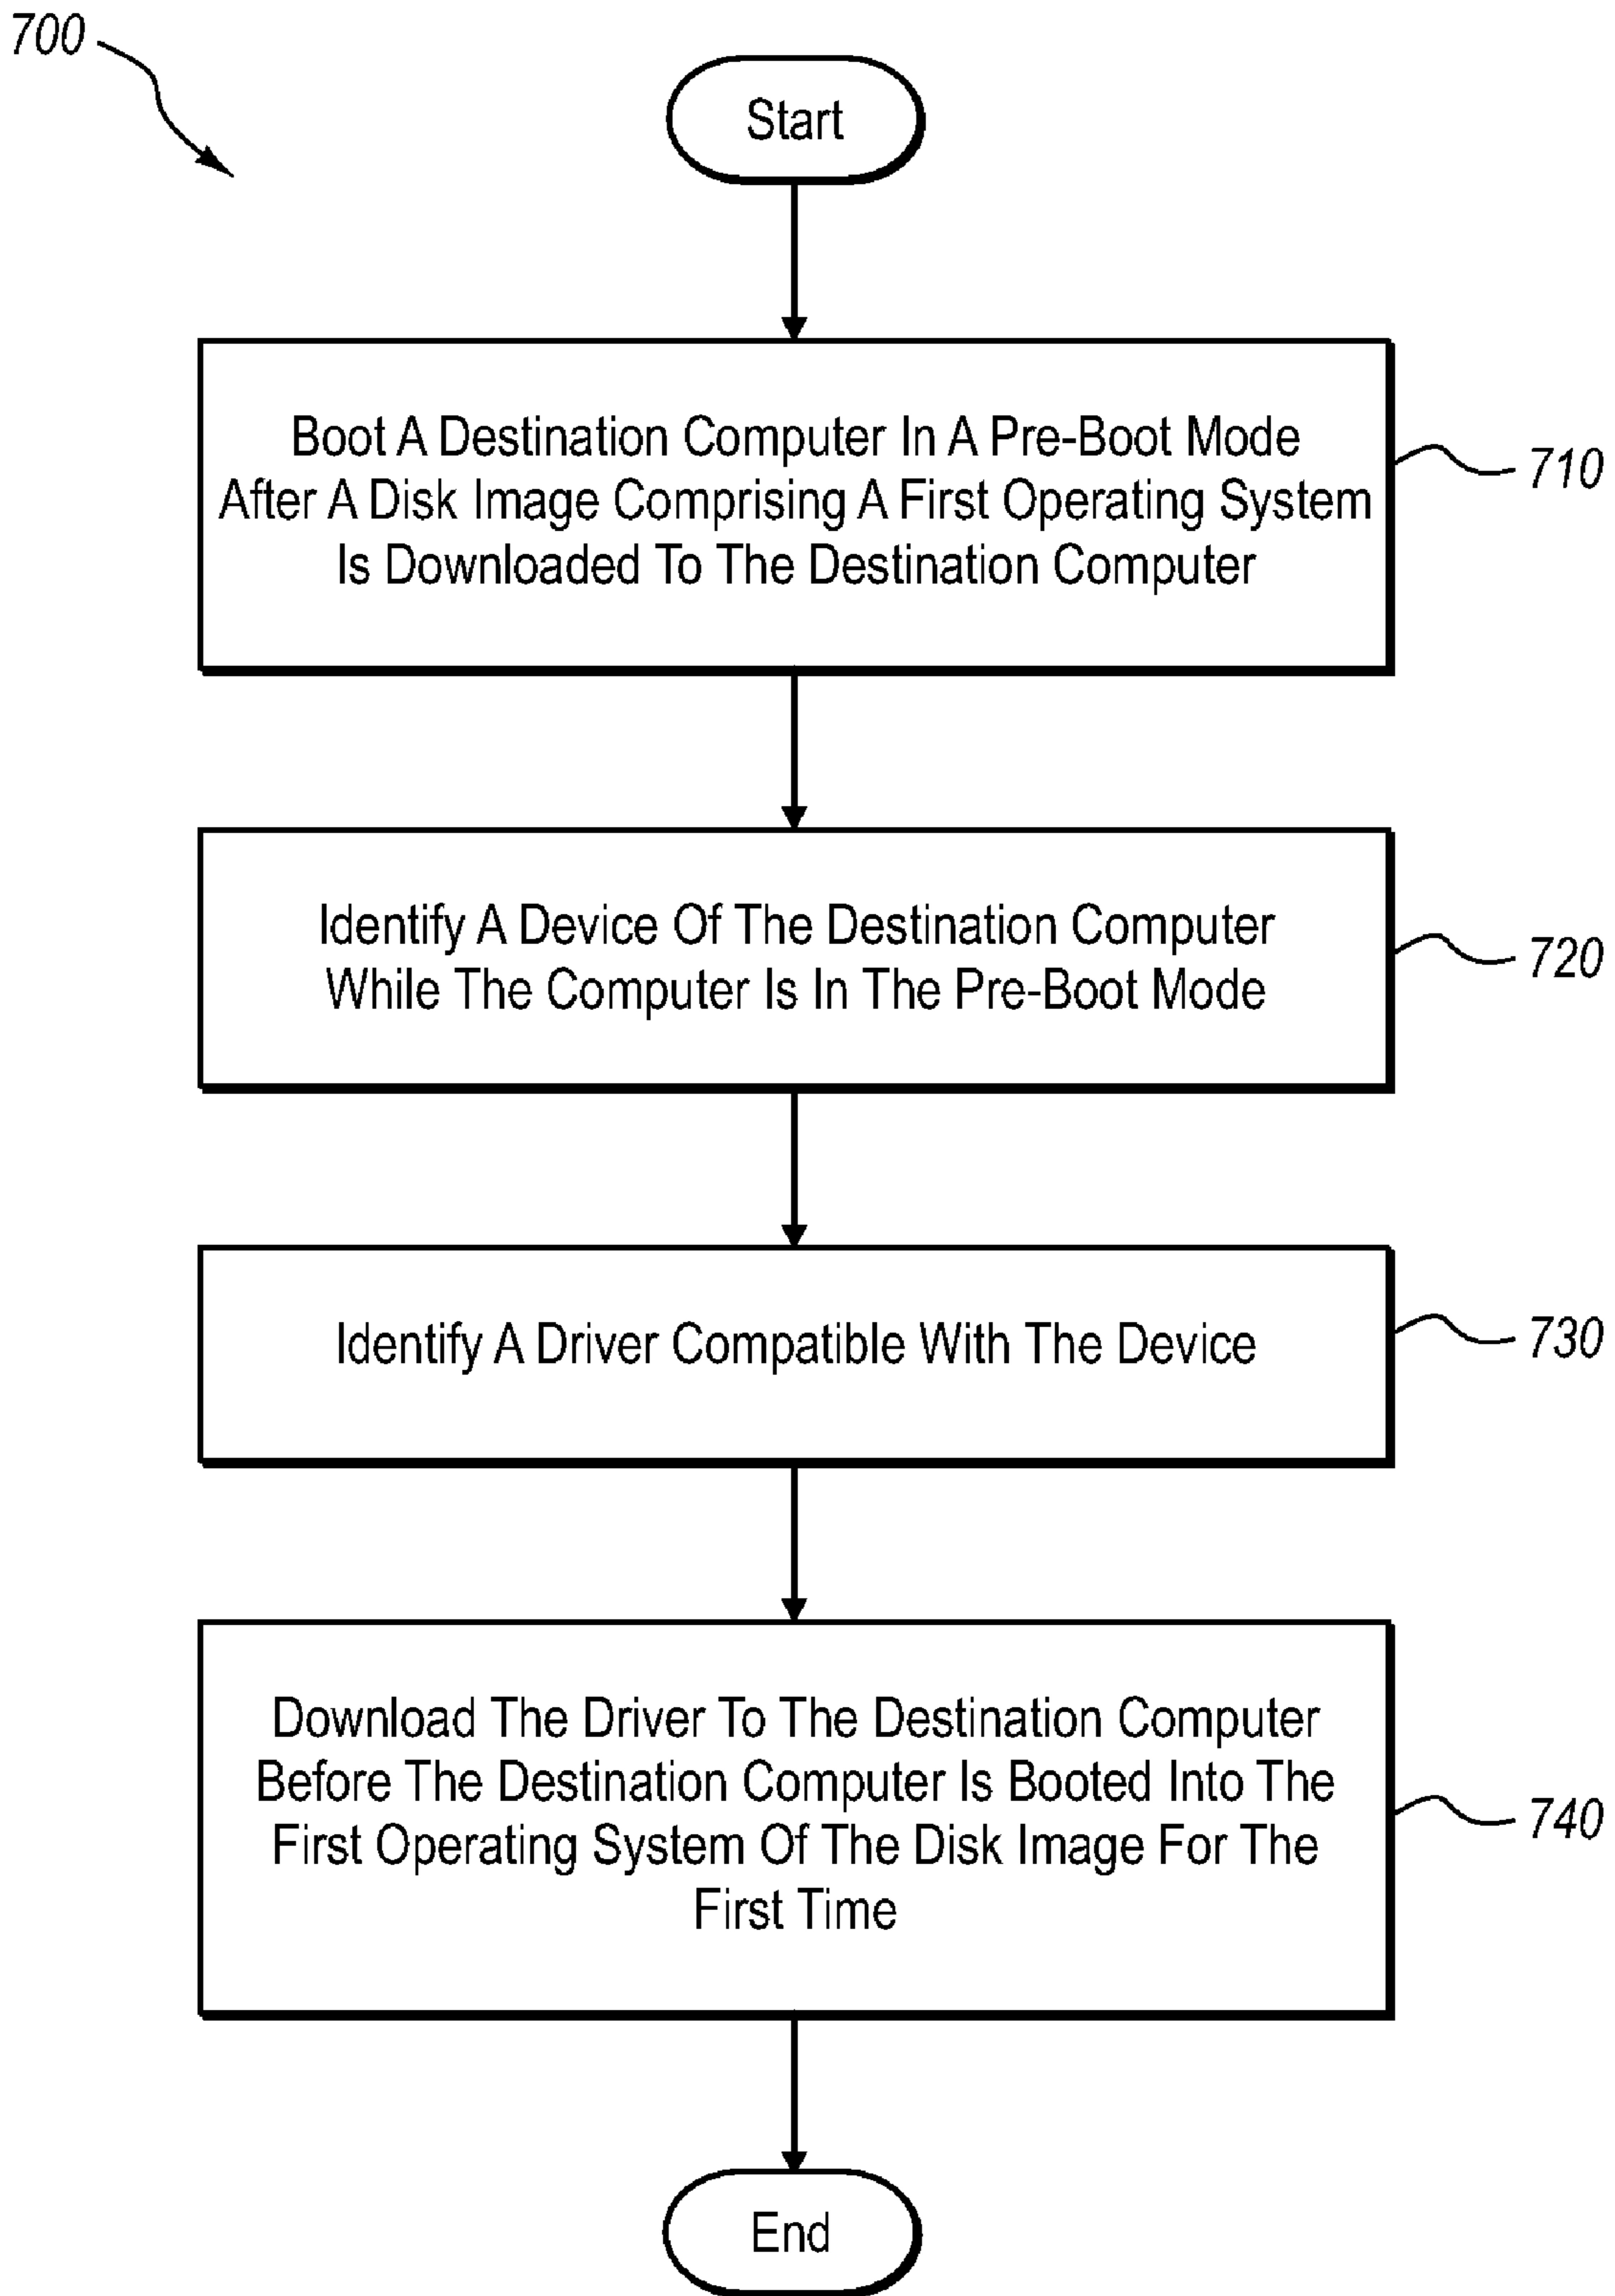 700
Start
Boot A Destination Computer In A Pre-Boot Mode
After A Disk Image Comprising A First Operating System
Is Downloaded To The Destination Computer
710
Identify A Device Of The Destination Computer
While The Computer Is In The Pre-Boot Mode
720
Identify A Driver Compatible With The Device
730
Download The Driver To The Destination Computer
Before The Destination Computer Is Booted Into The
First Operating System Of The Disk Image For The
First Time
740
End